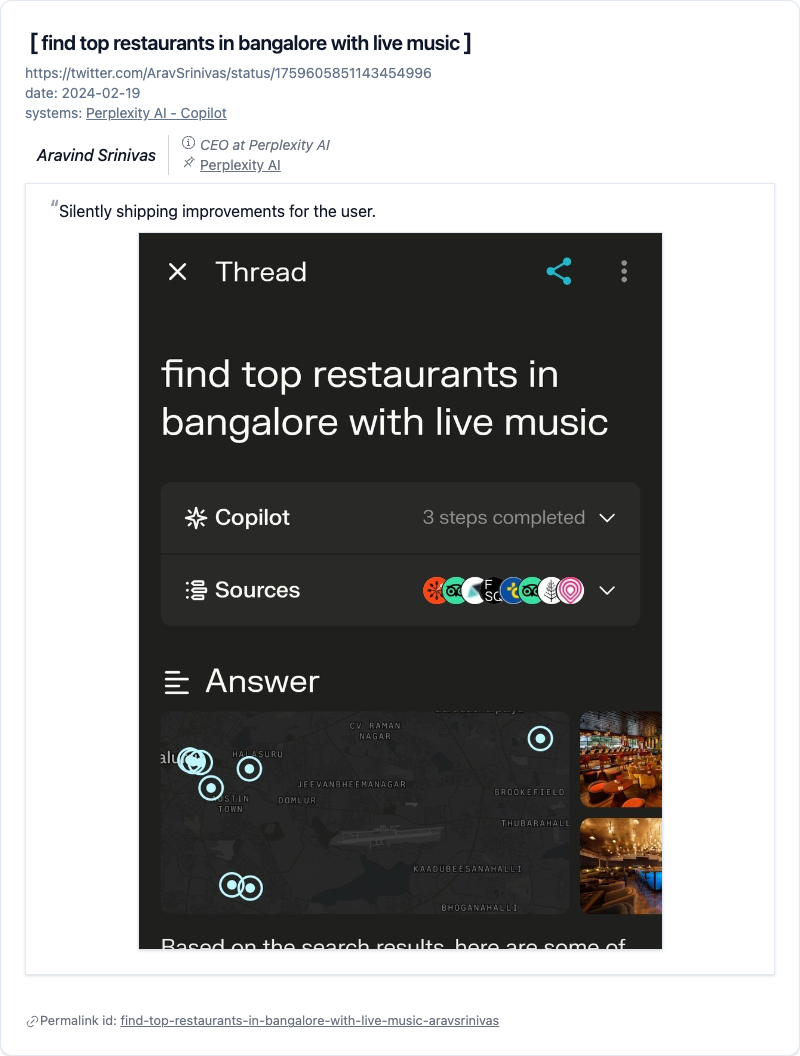 [find top restaurants in bangalore with live music]
https://twitter.com/AravSrinivas/status/1759605851143454996
date: 2024-02-19
systems: Perplexity AI - Copilot
Aravind Srinivas
CEO at Perplexity AI
Perplexity AI
“Silently shipping improvements for the user.
Thread
find top restaurants in
bangalore with live music
Copilot
3 steps completed
Sources
F
SQ
Answer
CV RAMAN
NAGAR
alu
HALASURU
JEEVANBHEEMANAGAR
USTIN
TOWN
DOMLUR
BROOKEFIELD
THUBARAHALL
KAADUBEESANAHALLI
BHOGANAHALLI
Based on the search results, here are some of
Permalink id: find-top-restaurants-in-bangalore-with-live-music-aravsrinivas